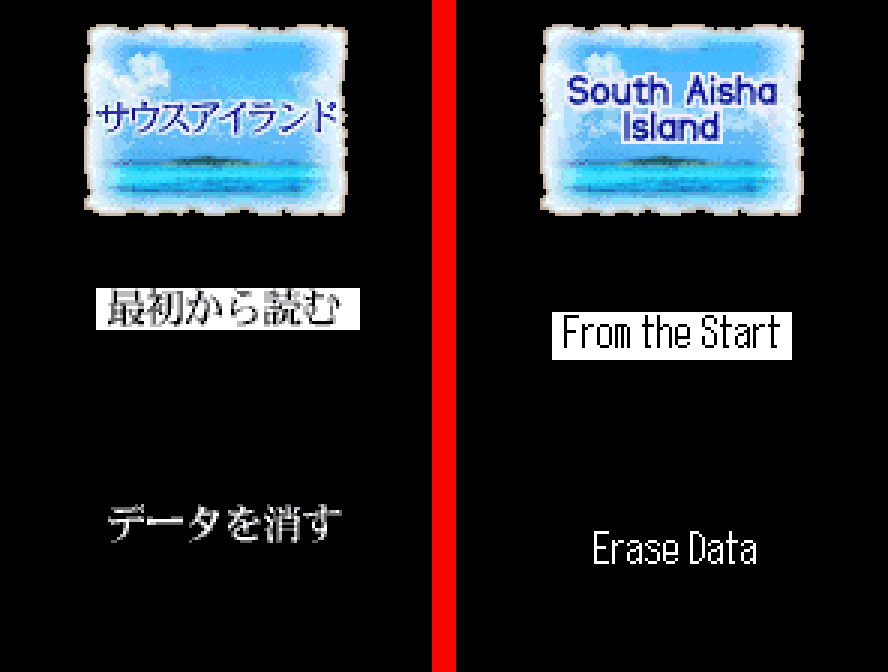 サウスアイランド
最初から読む
データを消す
South Aisha
Island
From the Start
Erase Data